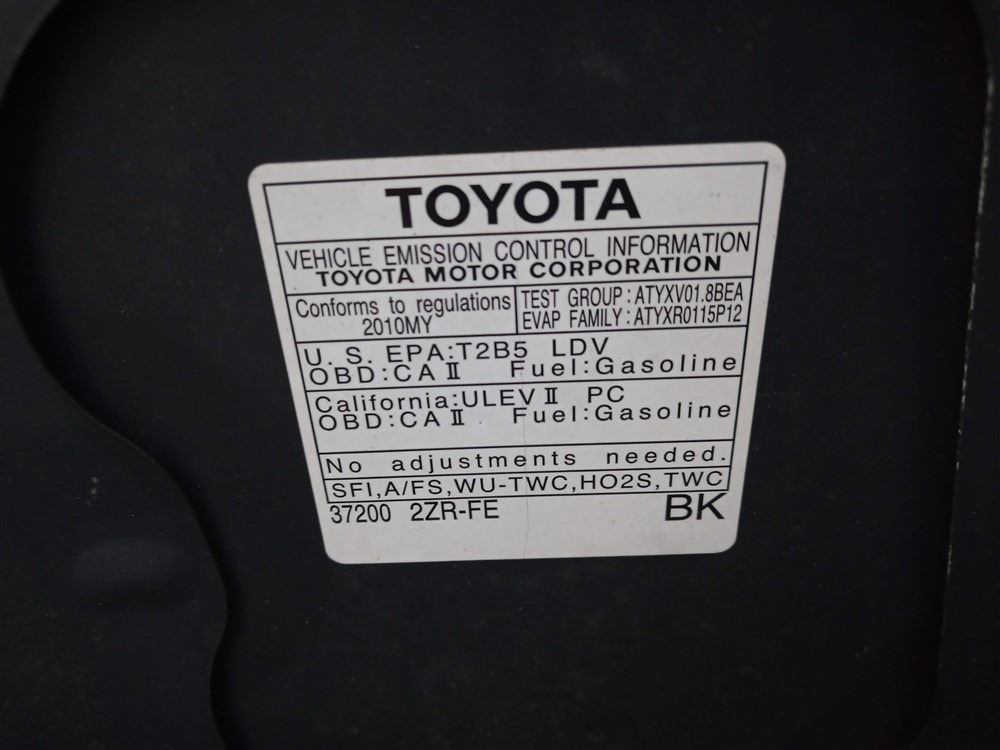 TOYOTA
VEHICLE EMISSION CONTROL INFORMATION
TOYOTA MOTOR CORPORATION
Conforms to regulations
2010MY
TEST GROUP : ATYXV01.8BEA
EVAP FAMILY : ATYXR0115P12
U. S. EPA:T2B5 LDV
OBD:CAⅡ Fuel:Gasoline
California:ULEVⅡ PC
OBD:CAⅡ Fuel:Gasoline
No adjustments needed.
SFI,A/FS,WU-TWC,HO2S,TWC
37200 2ZR-FE BK